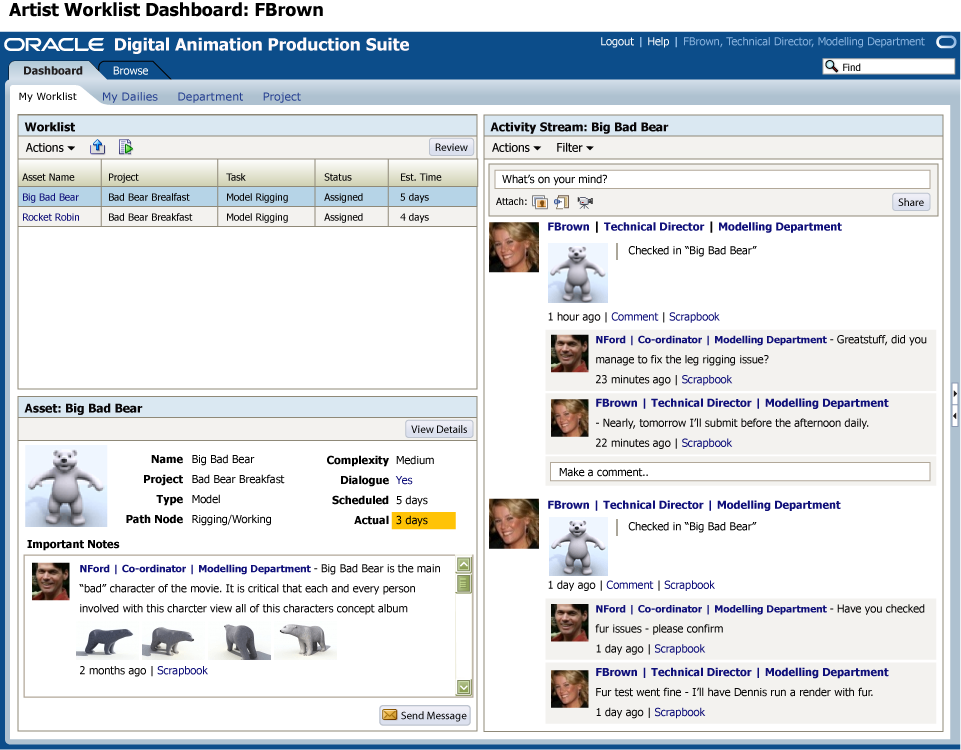 Artist Worklist Dashboard: FBrown
ORACLE Digital Animation Production Suite
Logout | Help | FBrown, Technical Director, Modelling Department
Dashboard Browse
Find
My Worklist My Dailies Department Project
Worklist
Actions
Review
Asset Name Project Task Status Est. Time
Big Bad Bear Bad Bear Brealfast Model Rigging Assigned 5 days
Rocket Robin Bad Bear Breakfast Model Rigging Assigned 4 days
Asset: Big Bad Bear
View Details
Name Big Bad Bear Complexity Medium
Project Bad Bear Breakfast Dialogue Yes
Type Model Scheduled 5 days
Path Node Rigging/Working Actual 3 days
Important Notes
NFord | Co-ordinator | Modelling Department - Big Bad Bear is the main
“bad” character of the movie. It is critical that each and every person
involved with this charcter view all of this characters concept album
2 months ago | Scrapbook
Send Message
Activity Stream: Big Bad Bear
Actions Filter
What’s on your mind?
Attach:
Share
FBrown | Technical Director | Modelling Department
Checked in “Big Bad Bear”
1 hour ago | Comment | Scrapbook
NFord | Co-ordinator | Modelling Department - Greatstuff, did you
manage to fix the leg rigging issue?
23 minutes ago | Scrapbook
FBrown | Technical Director | Modelling Department
- Nearly, tomorrow I’ll submit before the afternoon daily.
22 minutes ago | Scrapbook
Make a comment..
FBrown | Technical Director | Modelling Department
Checked in “Big Bad Bear”
1 day ago | Comment | Scrapbook
NFord | Co-ordinator | Modelling Department - Have you checked
fur issues - please confirm
1 day ago | Scrapbook
FBrown | Technical Director | Modelling Department
Fur test went fine - I’ll have Dennis run a render with fur.
1 day ago | Scrapbook